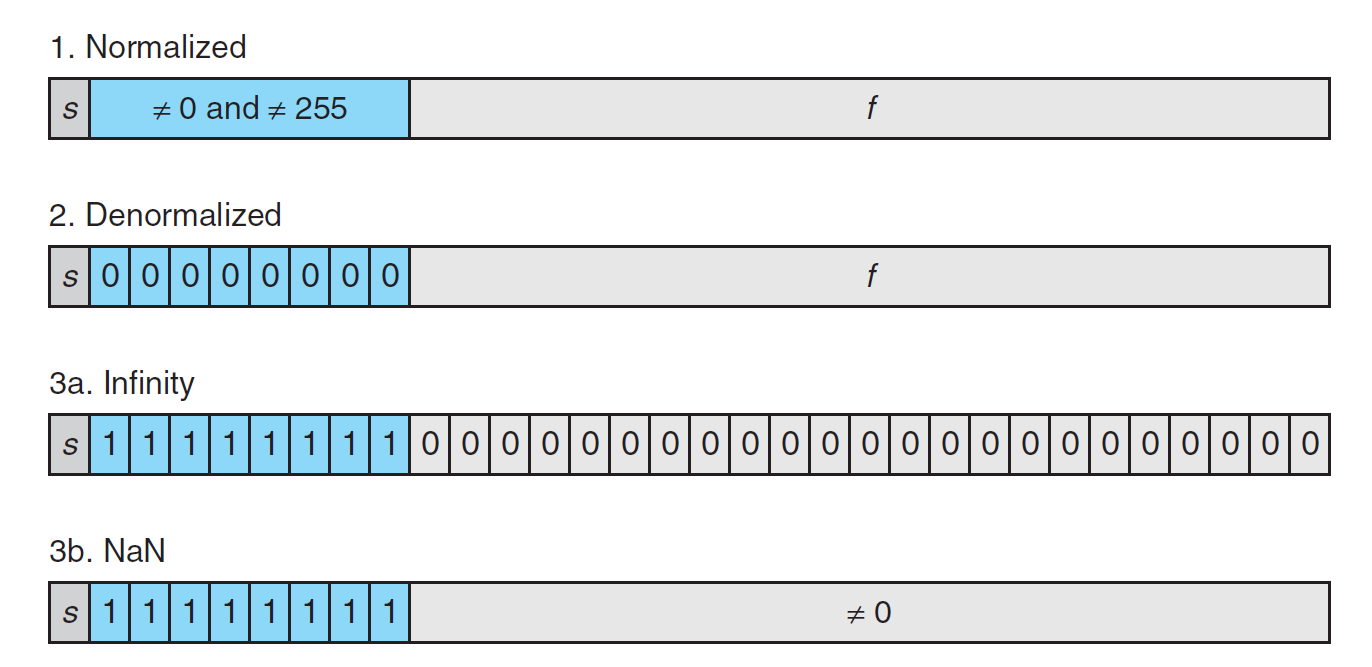 1. Normalized
s ≠ 0 and ≠ 255 f
2. Denormalized
s 0 0 0 0 0 0 0 0 f
3a. Infinity
s 1 1 1 1 1 1 1 1 0 0 0 0 0 0 0 0 0 0 0 0 0 0 0 0 0 0 0 0 0 0 0
3b. NaN
s 1 1 1 1 1 1 1 1 ≠ 0